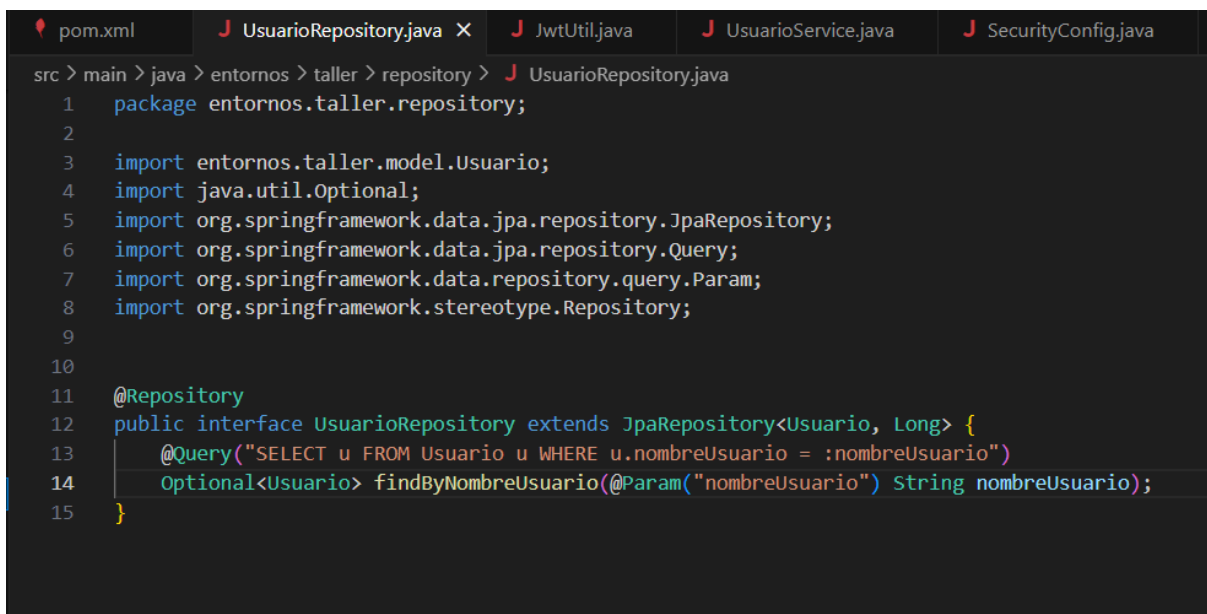 pom.xml J UsuarioRepository.java X J JwtUtil.java J UsuarioService.java J SecurityConfig.java
src > main > java > entornos > taller > repository > J UsuarioRepository.java
1 package entornos.taller.repository;
2
3 import entornos.taller.model.Usuario;
4 import java.util.Optional;
5 import org.springframework.data.jpa.repository.JpaRepository;
6 import org.springframework.data.jpa.repository.Query;
7 import org.springframework.data.repository.query.Param;
8 import org.springframework.stereotype.Repository;
9
10
11 @Repository
12 public interface UsuarioRepository extends JpaRepository<Usuario, Long> {
13     @Query("SELECT u FROM Usuario u WHERE u.nombreUsuario = :nombreUsuario")
14     Optional<Usuario> findByNombreUsuario(@Param("nombreUsuario") String nombreUsuario);
15 }